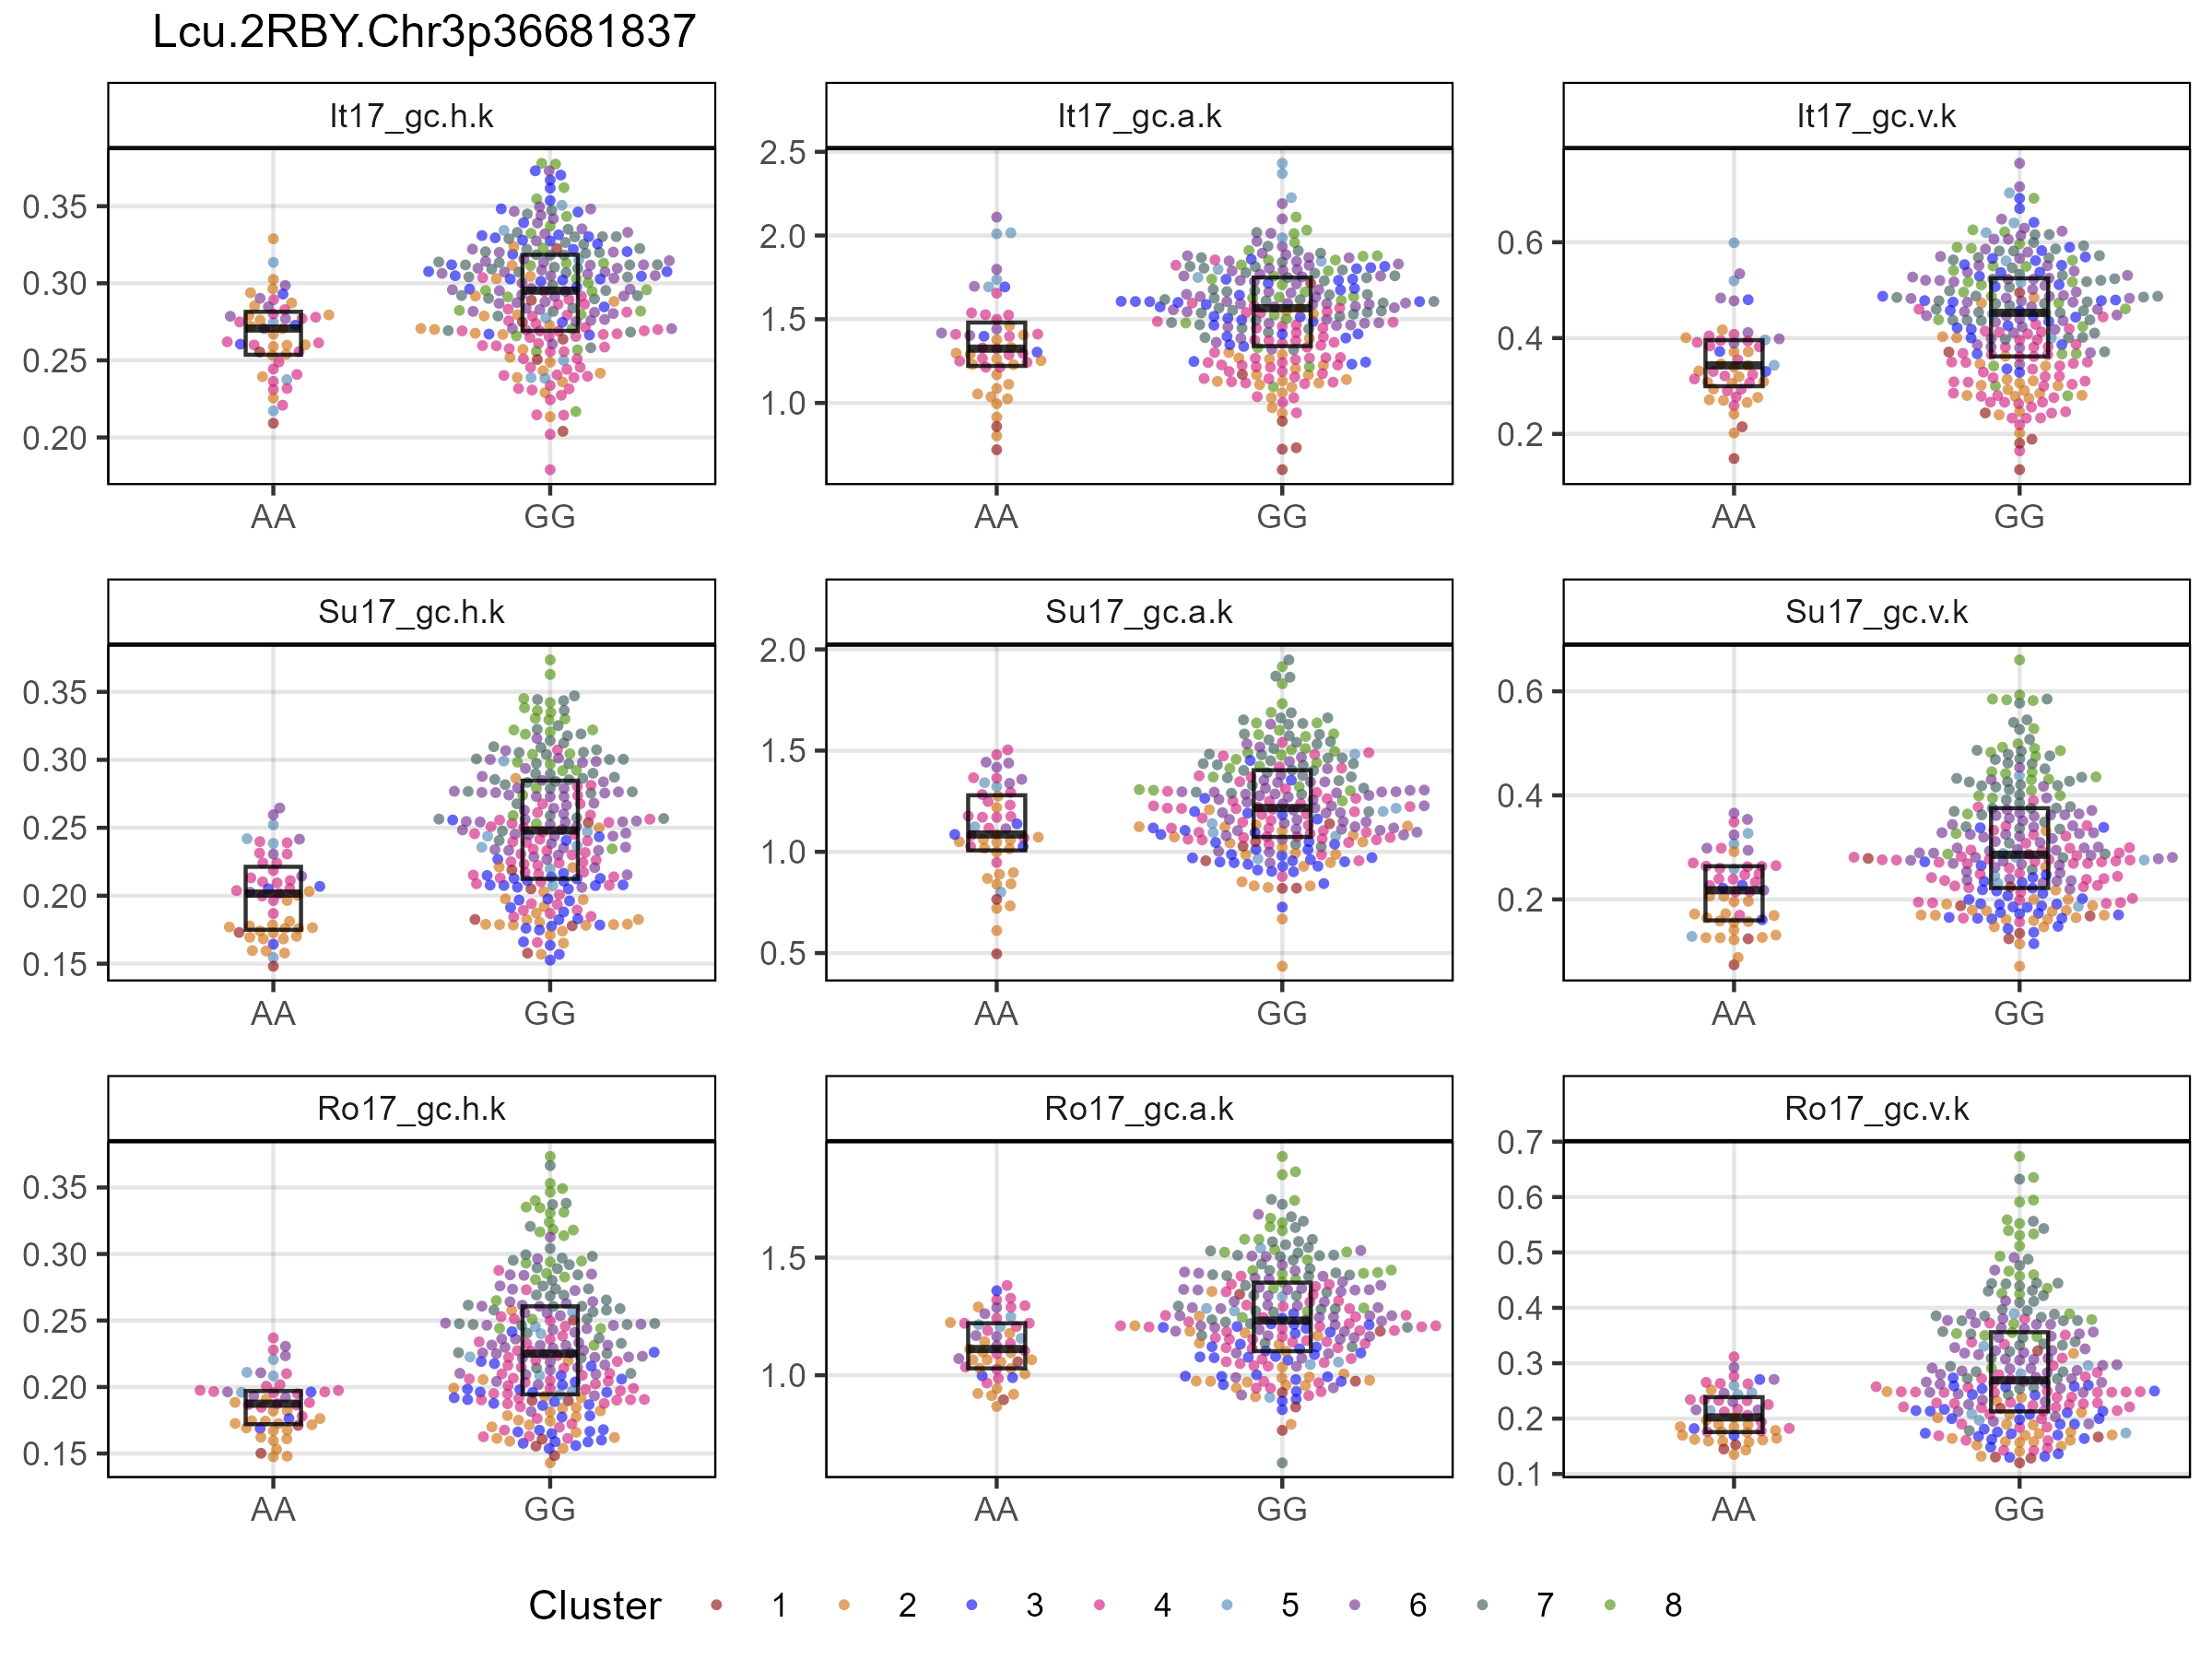 Lcu.2RBY.Chr3p36681837
It17_gc.h.k
It17_gc.a.k
It17_gc.v.k
0.35
0.30
0.25
0.20
AA GG
2.5
2.0
1.5
1.0
AA GG
0.6
0.4
0.2
AA GG
Su17_gc.h.k
Su17_gc.a.k
Su17_gc.v.k
0.35
0.30
0.25
0.20
0.15
AA GG
2.0
1.5
1.0
0.5
AA GG
0.6
0.4
0.2
AA GG
Ro17_gc.h.k
Ro17_gc.a.k
Ro17_gc.v.k
0.35
0.30
0.25
0.20
0.15
AA GG
1.5
1.0
AA GG
0.7
0.6
0.5
0.4
0.3
0.2
0.1
AA GG
Cluster 1 2 3 4 5 6 7 8